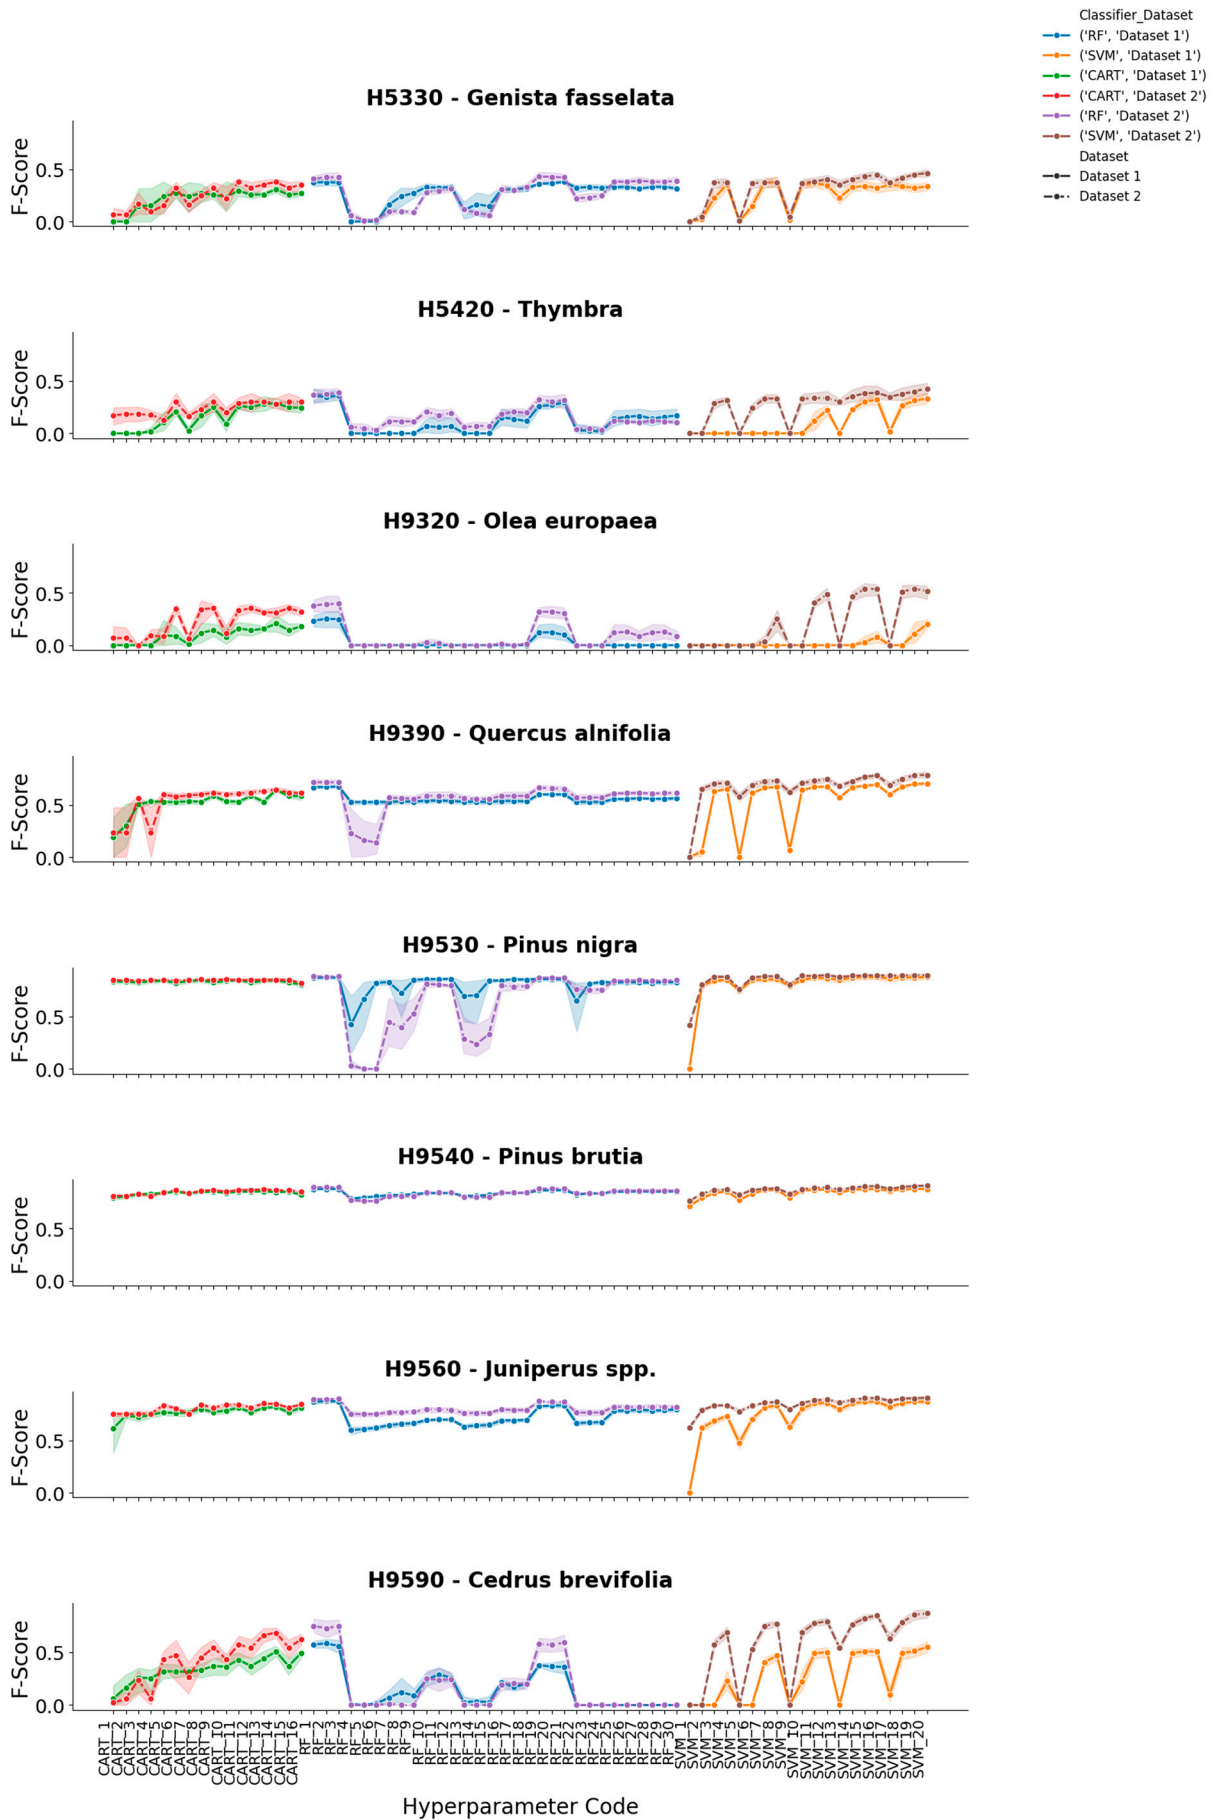 Classifier_Dataset
('RF', 'Dataset 1')
('SVM', 'Dataset 1')
('CART', 'Dataset 1')
('CART', 'Dataset 2')
('RF', 'Dataset 2')
('SVM', 'Dataset 2')
Dataset
Dataset 1
Dataset 2
H5330 - Genista fasselata
F-Score
0.5
0.0
H5420 - Thymbra
F-Score
0.5
0.0
H9320 - Olea europaea
F-Score
0.5
0.0
H9390 - Quercus alnifolia
F-Score
0.5
0.0
H9530 - Pinus nigra
F-Score
0.5
0.0
H9540 - Pinus brutia
F-Score
0.5
0.0
H9560 - Juniperus spp.
F-Score
0.5
0.0
H9590 - Cedrus brevifolia
F-Score
0.5
0.0
CART_1
CART_2
CART_3
CART_4
CART_5
CART_6
CART_7
CART_8
CART_9
CART_10
CART_11
CART_12
CART_13
CART_14
CART_15
CART_16
RF_1
RF_2
RF_3
RF_4
RF_5
RF_6
RF_7
RF_8
RF_9
RF_10
RF_11
RF_12
RF_13
RF_14
RF_15
RF_16
RF_17
RF_18
RF_19
RF_20
RF_21
RF_22
RF_23
RF_24
RF_25
RF_26
RF_27
RF_28
RF_29
RF_30
SVM_1
SVM_2
SVM_3
SVM_4
SVM_5
SVM_6
SVM_7
SVM_8
SVM_9
SVM_10
SVM_11
SVM_12
SVM_13
SVM_14
SVM_15
SVM_16
SVM_17
SVM_18
SVM_19
SVM_20
Hyperparameter Code